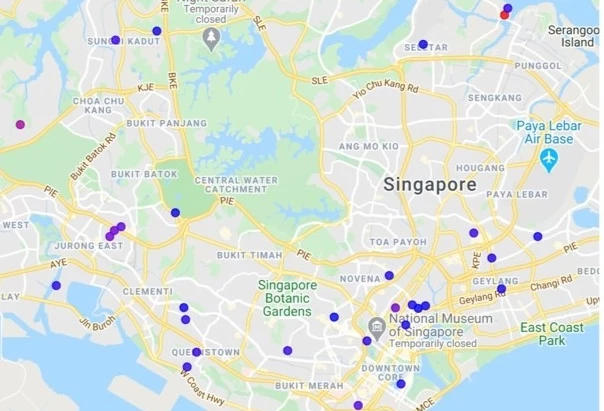 Night Safari
Temporarily
closed
SLE
BKE
SUNGEI KADUT
SELETAR
Serangoon
Island
PUNGGOL
SLE
Yio Chu Kang Rd
SENGKANG
KJE
BKE
CHOA CHU
KANG
BUKIT PANJANG
Paya Lebar
Air Base
Bukit Batok Rd
ANG MO KIO
HOUGANG
BUKIT BATOK
CENTRAL WATER
CATCHMENT
Singapore
PAYA LEBAR
PIE
PIE
WEST
JURONG EAST
TOA PAYOH
BUKIT TIMAH
PIE
KPE
PIE
AYE
BEDO
NOVENA
GEYLANG
Changi Rd
LAY
CLEMENTI
Singapore
Botanic
Gardens
Geylang Rd
Upp
Jln Buroh
National Museum
of Singapore
Temporarily closed
East Coast
Park
QUEENSTOWN
DOWNTOWN
CORE
W Coast Hwy
BUKIT MERAH
MCE